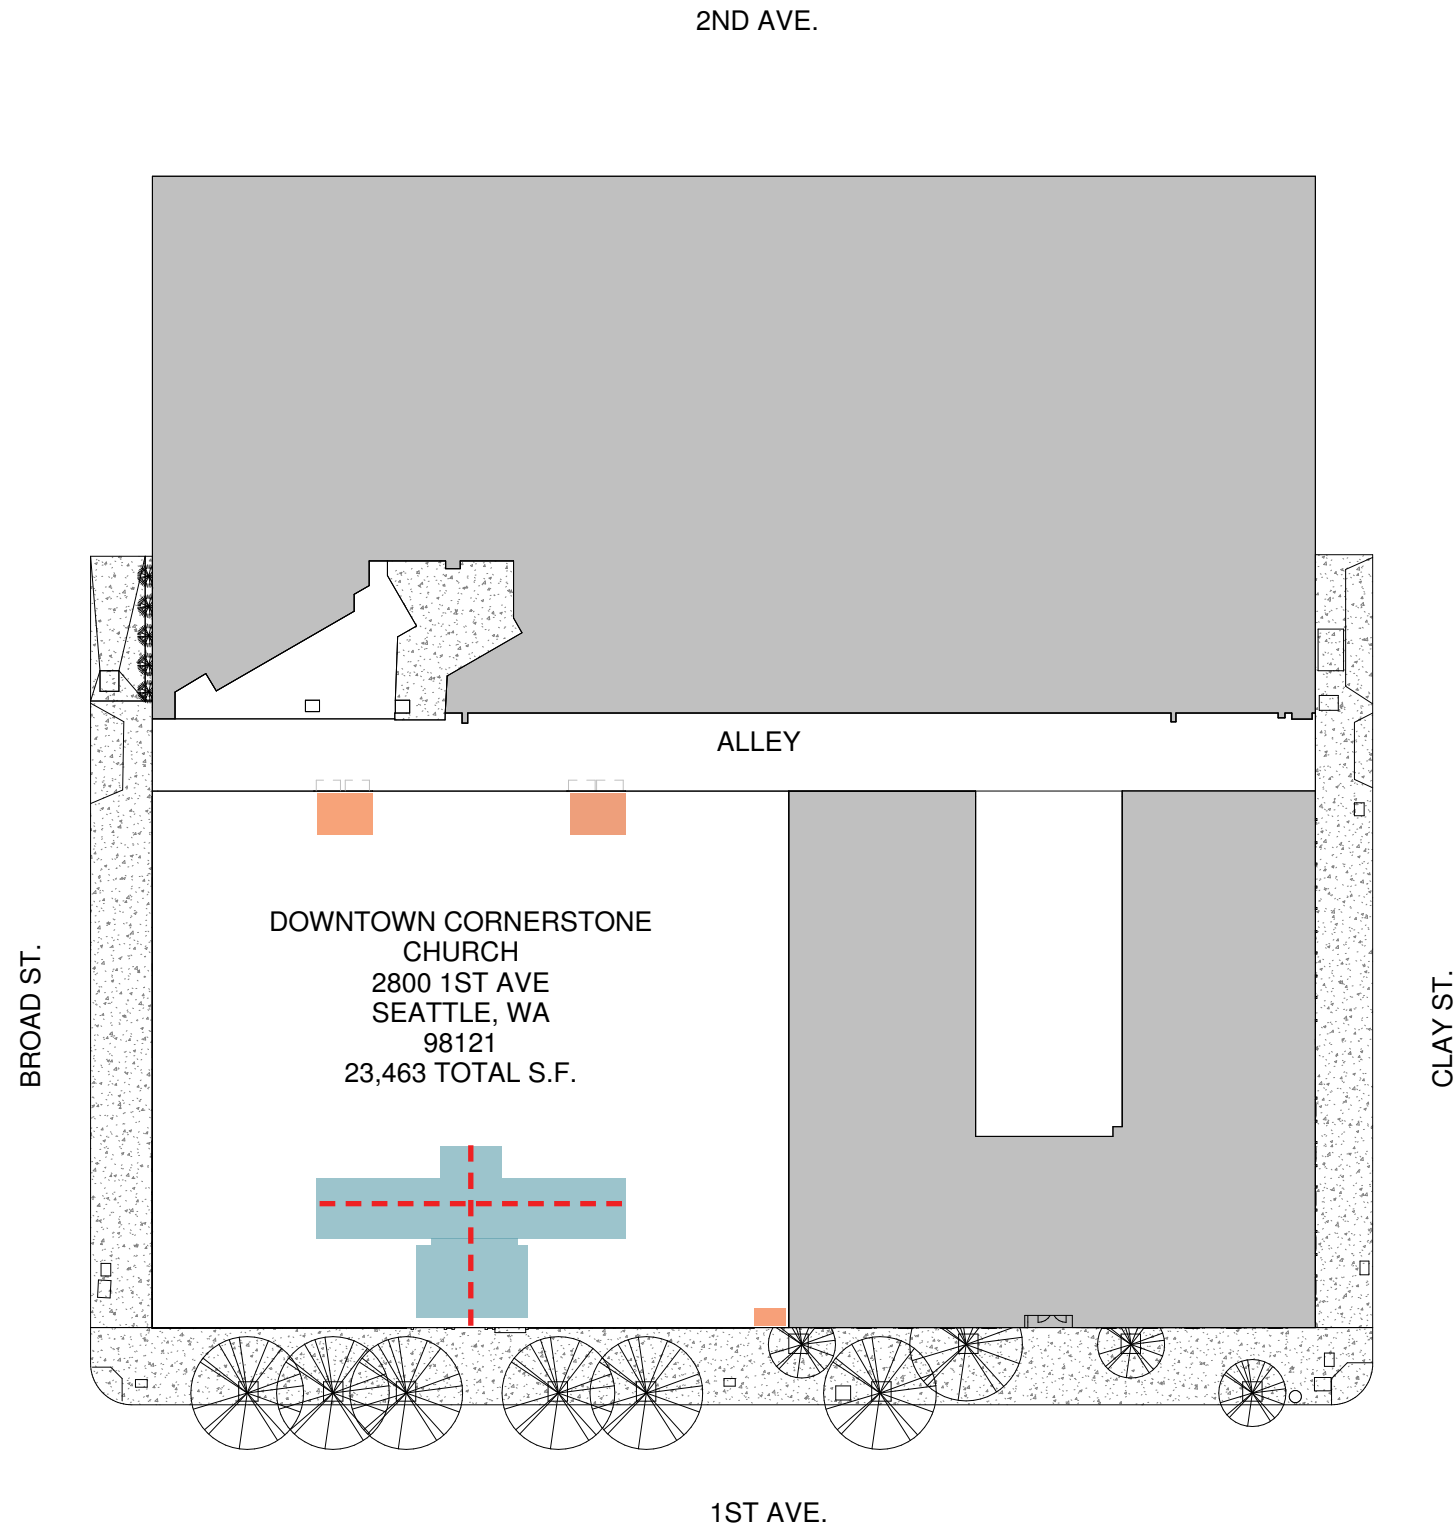 2ND AVE.
ALLEY
DOWNTOWN CORNERSTONE
CHURCH
2800 1ST AVE
SEATTLE, WA
98121
23,463 TOTAL S.F.
BROAD ST.
CLAY ST.
1ST AVE.